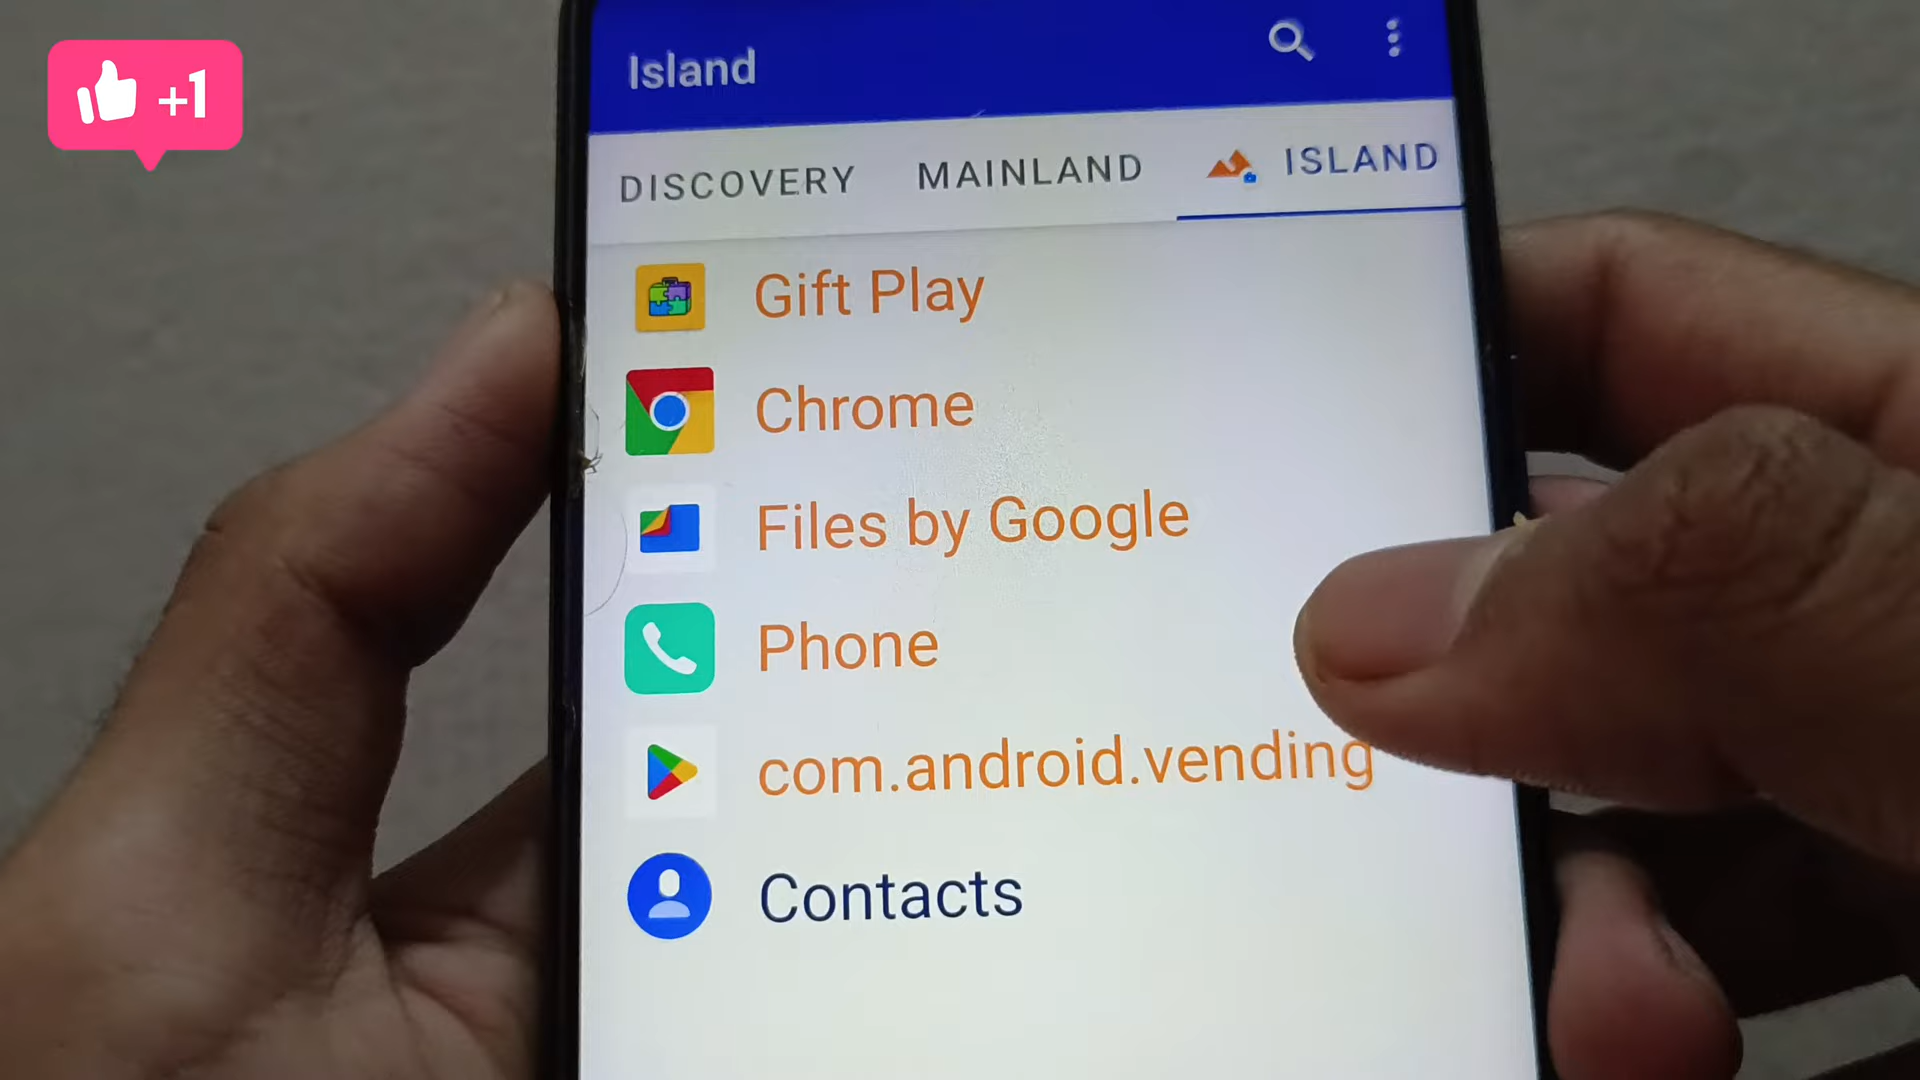 +1
Island
DISCOVERY MAINLAND ISLAND
Gift Play
Chrome
Files by Google
Phone
com.android.vending
Contacts